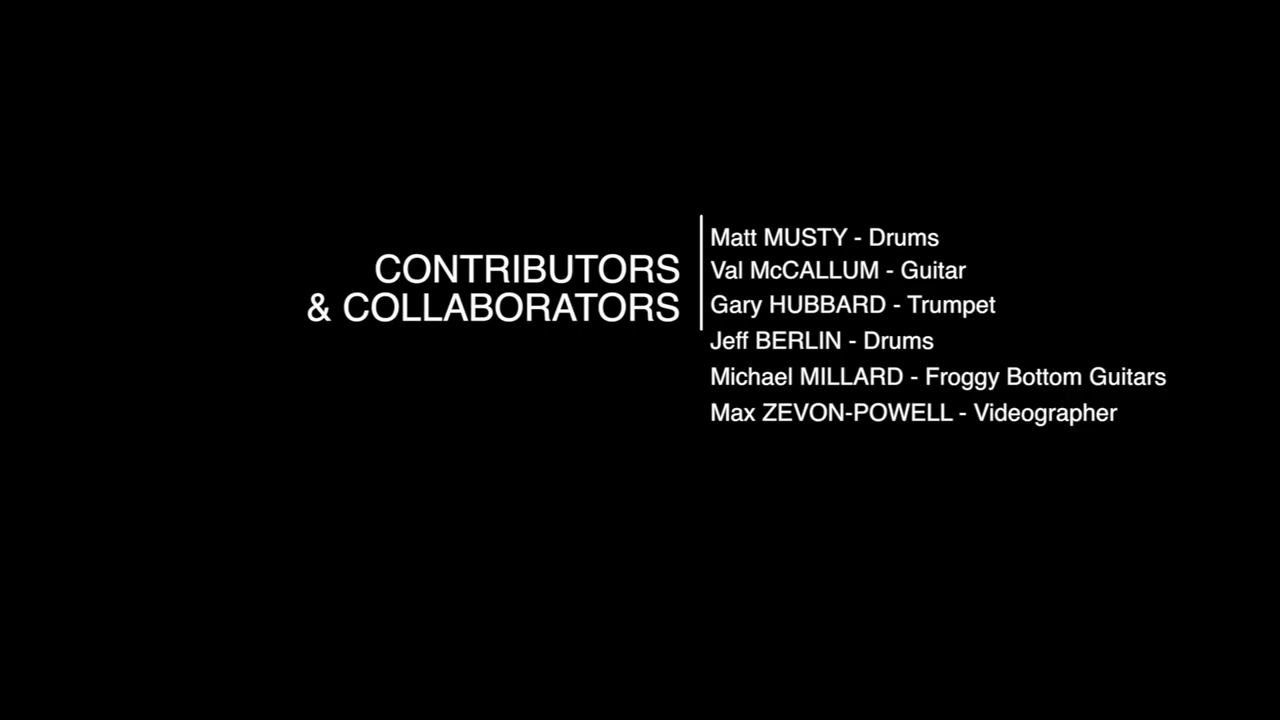 CONTRIBUTORS
& COLLABORATORS
Matt MUSTY - Drums
Val McCALLUM - Guitar
Gary HUBBARD - Trumpet
Jeff BERLIN - Drums
Michael MILLARD - Froggy Bottom Guitars
Max ZEVON-POWELL - Videographer